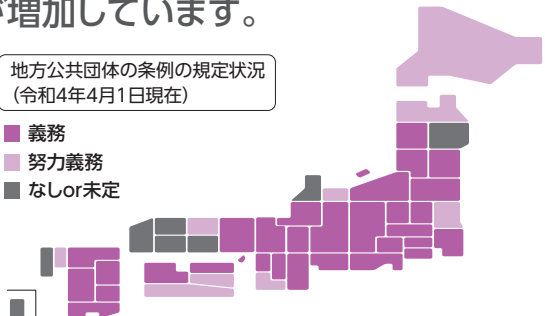 が増加しています。
地方公共団体の条例の規定状況
（令和4年4月1日現在）
義務
努力義務
なしor未定